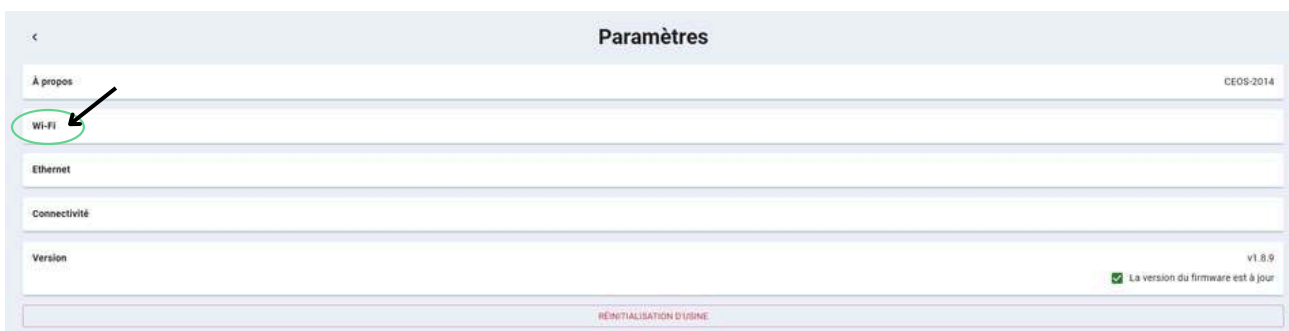 Paramètres
À propos
CEOS-2014
Wi-Fi
Ethernet
Connectivité
Version
v1.8.9
La version du firmware est à jour
RÉINITIALISATION D'USINE